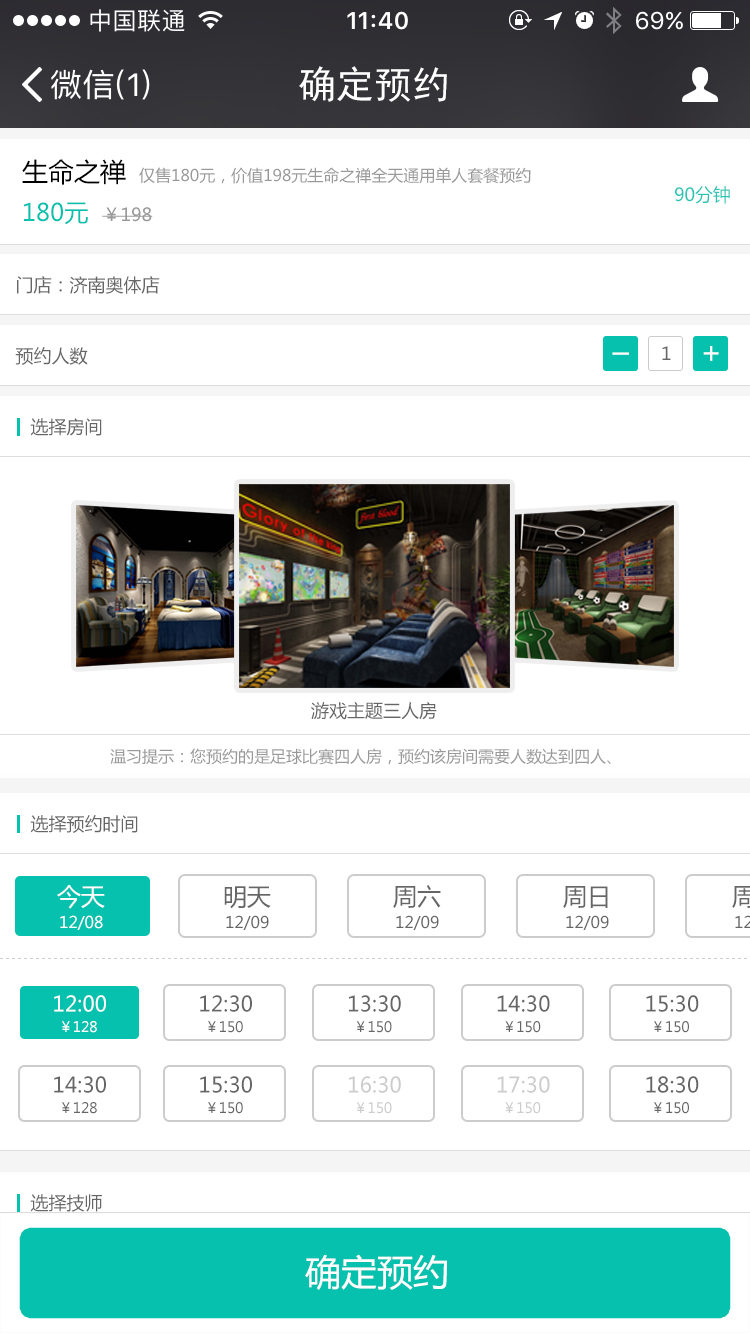 中国联通 11:40 69%
微信(1) 确定预约
生命之禅 仅售180元，价值198元生命之禅全天通用单人套餐预约
180元 ¥198 90分钟
门店：济南奥体店
预约人数 － 1 ＋
选择房间
Glory of the king first blood
游戏主题三人房
温习提示：您预约的是足球比赛四人房，预约该房间需要人数达到四人、
选择预约时间
今天 明天 周六 周日 周
12/08 12/09 12/09 12/09 12
12:00 12:30 13:30 14:30 15:30
¥128 ¥150 ¥150 ¥150 ¥150
14:30 15:30 16:30 17:30 18:30
¥128 ¥150 ¥150 ¥150 ¥150
选择技师
确定预约